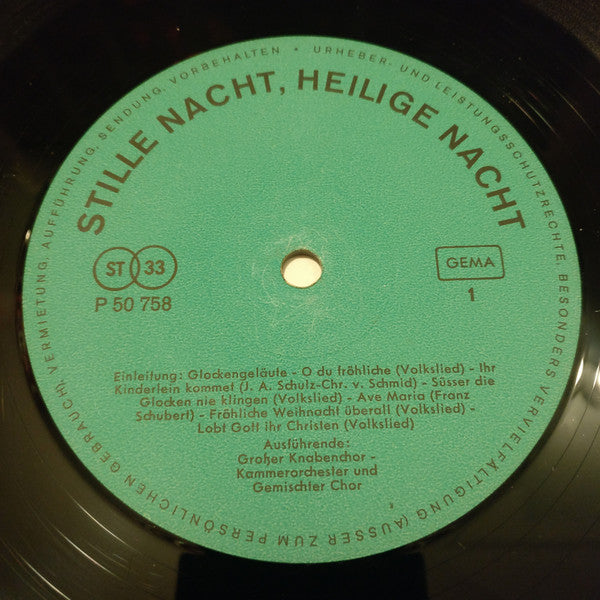 URHEBER- UND LEISTUNGSSCHUTZRECHTE, BESONDERS VERVIELFÄLTIGUNG (AUSSER ZUM PERSÖNLICHEN GEBRAUCH), VERMIETUNG, AUFFÜHRUNG, SENDUNG, VORBEHALTEN *
STILLE NACHT, HEILIGE NACHT
ST 33
P 50 758
GEMA
1
Einleitung: Glockengeläute - O du fröhliche (Volkslied) - Ihr
Kinderlein kommet (J. A. Schulz-Chr. v. Schmid) - Süsser die
Glocken nie klingen (Volkslied) - Ave Maria (Franz
Schubert) - Fröhliche Weihnacht überall (Volkslied) -
Lobt Gott ihr Christen (Volkslied)
Ausführende:
Großer Knabenchor -
Kammerorchester und
Gemischter Chor